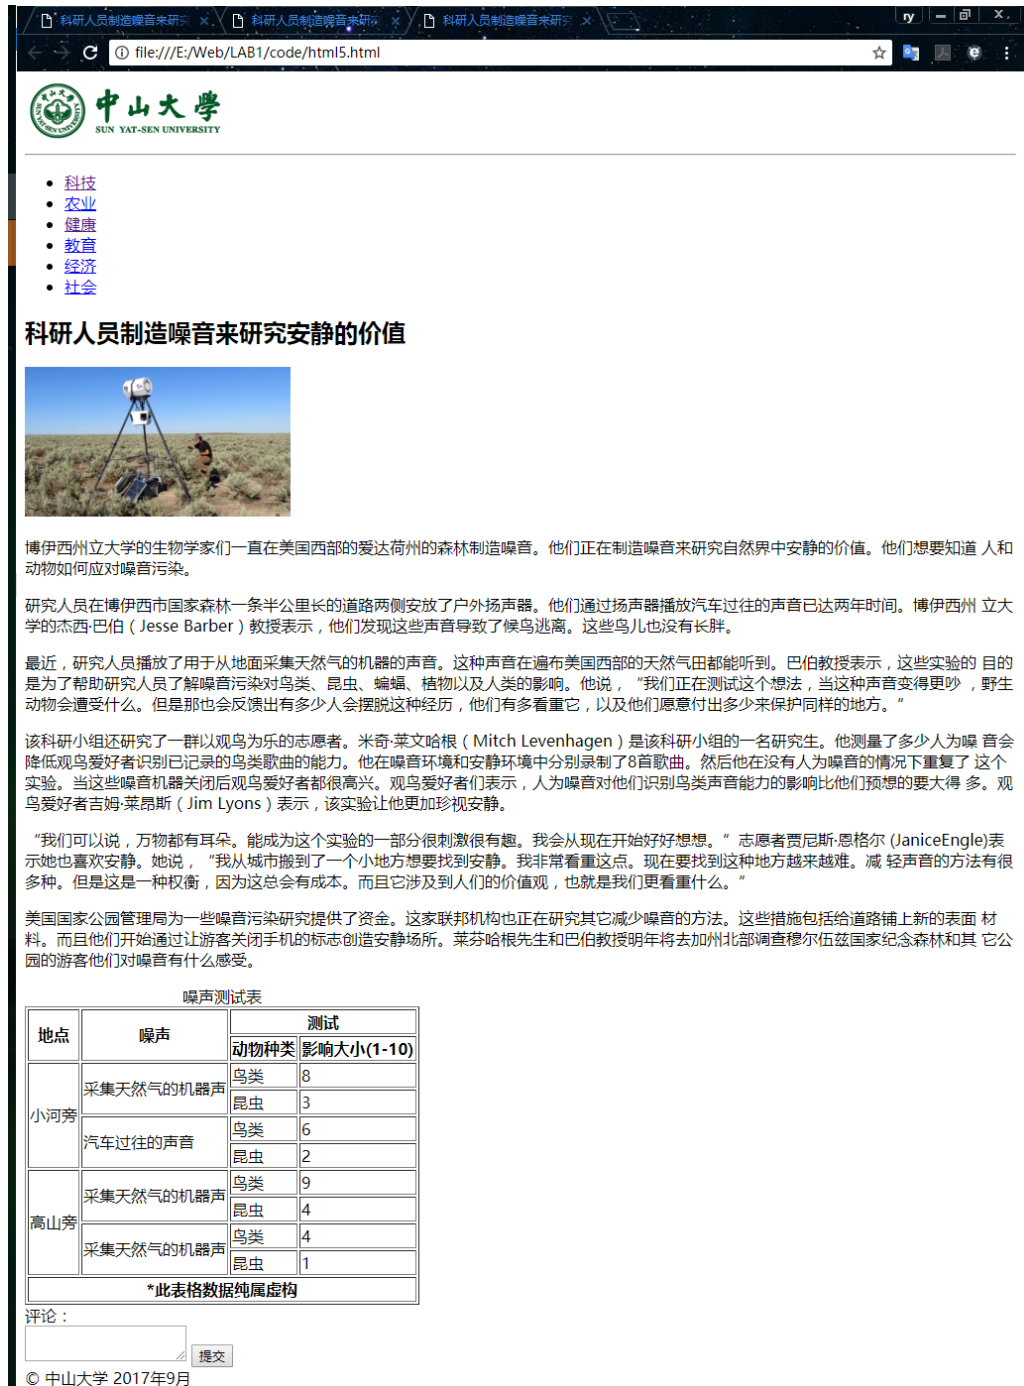 科研人员制造噪音来研究
科研人员制造噪音来研究
科研入员制造噪音来研究
ry
file:///E:/Web/LAB1/code/html5.html
中山大學
SUN YAT-SEN UNIVERSITY
科技
农业
健康
教育
经济
社会
科研人员制造噪音来研究安静的价值
博伊西州立大学的生物学家们一直在美国西部的爱达荷州的森林制造噪音。他们正在制造噪音来研究自然界中安静的价值。他们想要知道 人和
动物如何应对噪音污染。
研究人员在博伊西市国家森林一条半公里长的道路两侧安放了户外扬声器。他们通过扬声器播放汽车过往的声音已达两年时间。博伊西州 立大
学的杰西·巴伯（Jesse Barber）教授表示，他们发现这些声音导致了候鸟逃离。这些鸟儿也没有长胖。
最近，研究人员播放了用于从地面采集天然气的机器的声音。这种声音在遍布美国西部的天然气田都能听到。巴伯教授表示，这些实验的 目的
是为了帮助研究人员了解噪音污染对鸟类、昆虫、蝙蝠、植物以及人类的影响。他说，“我们正在测试这个想法，当这种声音变得更吵 ，野生
动物会遭受什么。但是那也会反馈出有多少人会摆脱这种经历，他们有多看重它，以及他们愿意付出多少来保护同样的地方。”
该科研小组还研究了一群以观鸟为乐的志愿者。米奇·莱文哈根（Mitch Levenhagen）是该科研小组的一名研究生。他测量了多少人为噪 音会
降低观鸟爱好者识别已记录的鸟类歌曲的能力。他在噪音环境和安静环境中分别录制了8首歌曲。然后他在没有人为噪音的情况下重复了 这个
实验。当这些噪音机器关闭后观鸟爱好者都很高兴。观鸟爱好者们表示，人为噪音对他们识别鸟类声音能力的影响比他们预想的要大得 多。观
鸟爱好者吉姆·莱昂斯（Jim Lyons）表示，该实验让他更加珍视安静。
“我们可以说，万物都有耳朵。能成为这个实验的一部分很刺激很有趣。我会从现在开始好好想想。”志愿者贾尼斯·恩格尔 (JaniceEngle)表
示她也喜欢安静。她说，“我从城市搬到了一个小地方想要找到安静。我非常看重这点。现在要找到这种地方越来越难。减 轻声音的方法有很
多种。但是这是一种权衡，因为这总会有成本。而且它涉及到人们的价值观，也就是我们更看重什么。”
美国国家公园管理局为一些噪音污染研究提供了资金。这家联邦机构也正在研究其它减少噪音的方法。这些措施包括给道路铺上新的表面 材
料。而且他们开始通过让游客关闭手机的标志创造安静场所。莱芬哈根先生和巴伯教授明年将去加州北部调查穆尔伍兹国家纪念森林和其 它公
园的游客他们对噪音有什么感受。
噪声测试表
地点 噪声 测试
动物种类 影响大小(1-10)
小河旁 采集天然气的机器声 鸟类 8
昆虫 3
汽车过往的声音 鸟类 6
昆虫 2
高山旁 采集天然气的机器声 鸟类 9
昆虫 4
采集天然气的机器声 鸟类 4
昆虫 1
*此表格数据纯属虚构
评论：
提交
© 中山大学 2017年9月